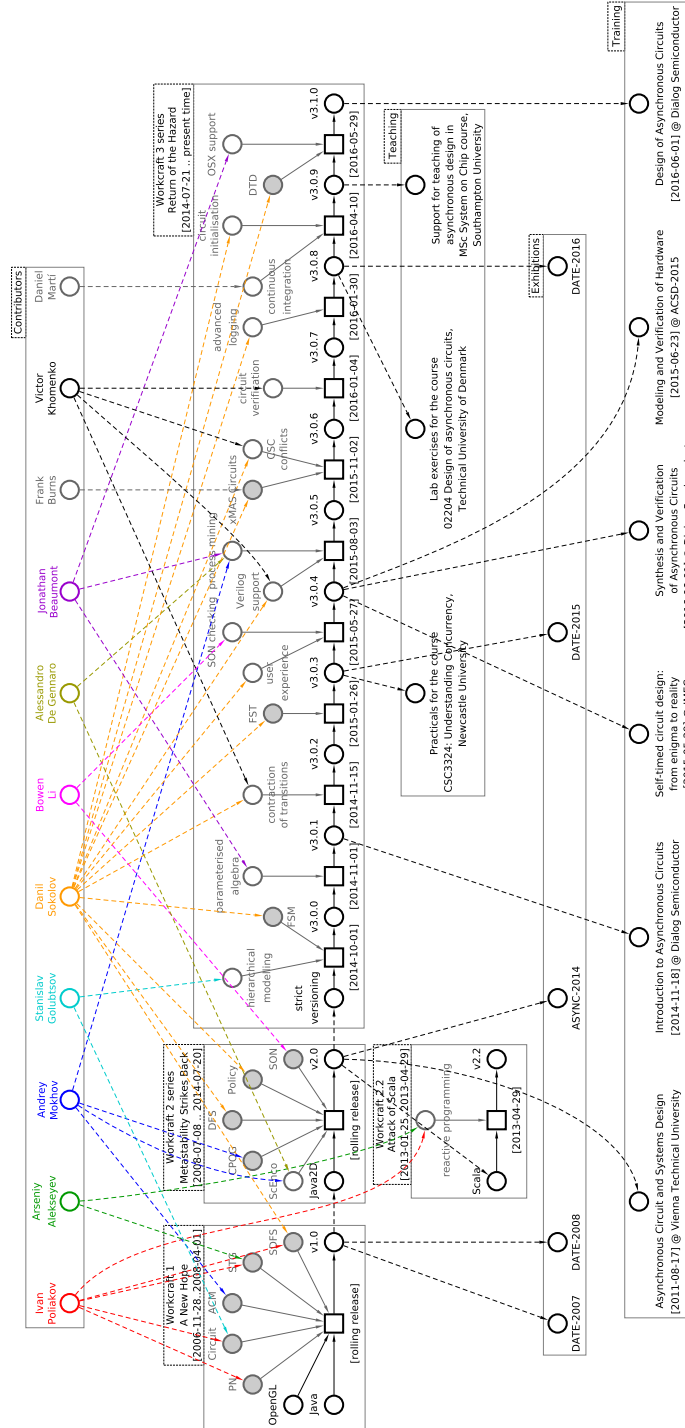 Contributors
Ivan
Poliakov
Arseniy
Alekseyev
Andrey
Mokhov
Stanislav
Golubtsov
Danil
Sokolov
Bowen
Li
Alessandro
De Gennaro
Jonathan
Beaumont
Frank
Burns
Victor
Khomenko
Daniel
Martí
Workcraft 1
A New Hope
[2006-11-28..2008-04-01]
PN
Circuit
ACM
STG
SDFS
OpenGL
Java
[rolling release]
v1.0
Workcraft 2 series
Metastability Strikes Back
[2008-07-08 .. 2014-07-20]
ScEnco
CPOG
DFS
Policy
SON
Java2D
[rolling release]
v2.0
Workcraft 2.2
Attack of Scala
[2013-01-25..2013-04-29]
reactive programming
Scala
[2013-04-29]
v2.2
Workcraft 3 series
Return of the Hazard
[2014-07-21 .. present time]
strict
versioning
hierarchical
modelling
FSM
[2014-10-01]
v3.0.0
parameterised
algebra
[2014-11-01]
v3.0.1
contraction
of transitions
[2014-11-15]
v3.0.2
FST
[2015-01-26]
v3.0.3
user
experience
SON checking
[2015-05-27]
v3.0.4
Verilog
support
process mining
[2015-08-03]
v3.0.5
xMAS Circuits
CSC
conflicts
[2015-11-02]
v3.0.6
circuit
verification
[2016-01-04]
v3.0.7
advanced
logging
[2016-01-30]
v3.0.8
continuous
integration
circuit
initialisation
[2016-04-10]
v3.0.9
DTD
OSX support
[2016-05-29]
v3.1.0
Teaching
Practicals for the course
CSC3324: Understanding Concurrency,
Newcastle University
Lab exercises for the course
02204 Design of asynchronous circuits,
Technical University of Denmark
Support for teaching of
asynchronous design in
MSc System on Chip course,
Southampton University
Exhibitions
DATE-2007
DATE-2008
ASYNC-2014
DATE-2015
DATE-2016
Training
Asynchronous Circuit and Systems Design
[2011-08-17] @ Vienna Technical University
Introduction to Asynchronous Circuits
[2014-11-18] @ Dialog Semiconductor
Self-timed circuit design:
from enigma to reality
Synthesis and Verification
of Asynchronous Circuits
Modeling and Verification of Hardware
[2015-06-23] @ ACSD-2015
Design of Asynchronous Circuits
[2016-06-01] @ Dialog Semiconductor